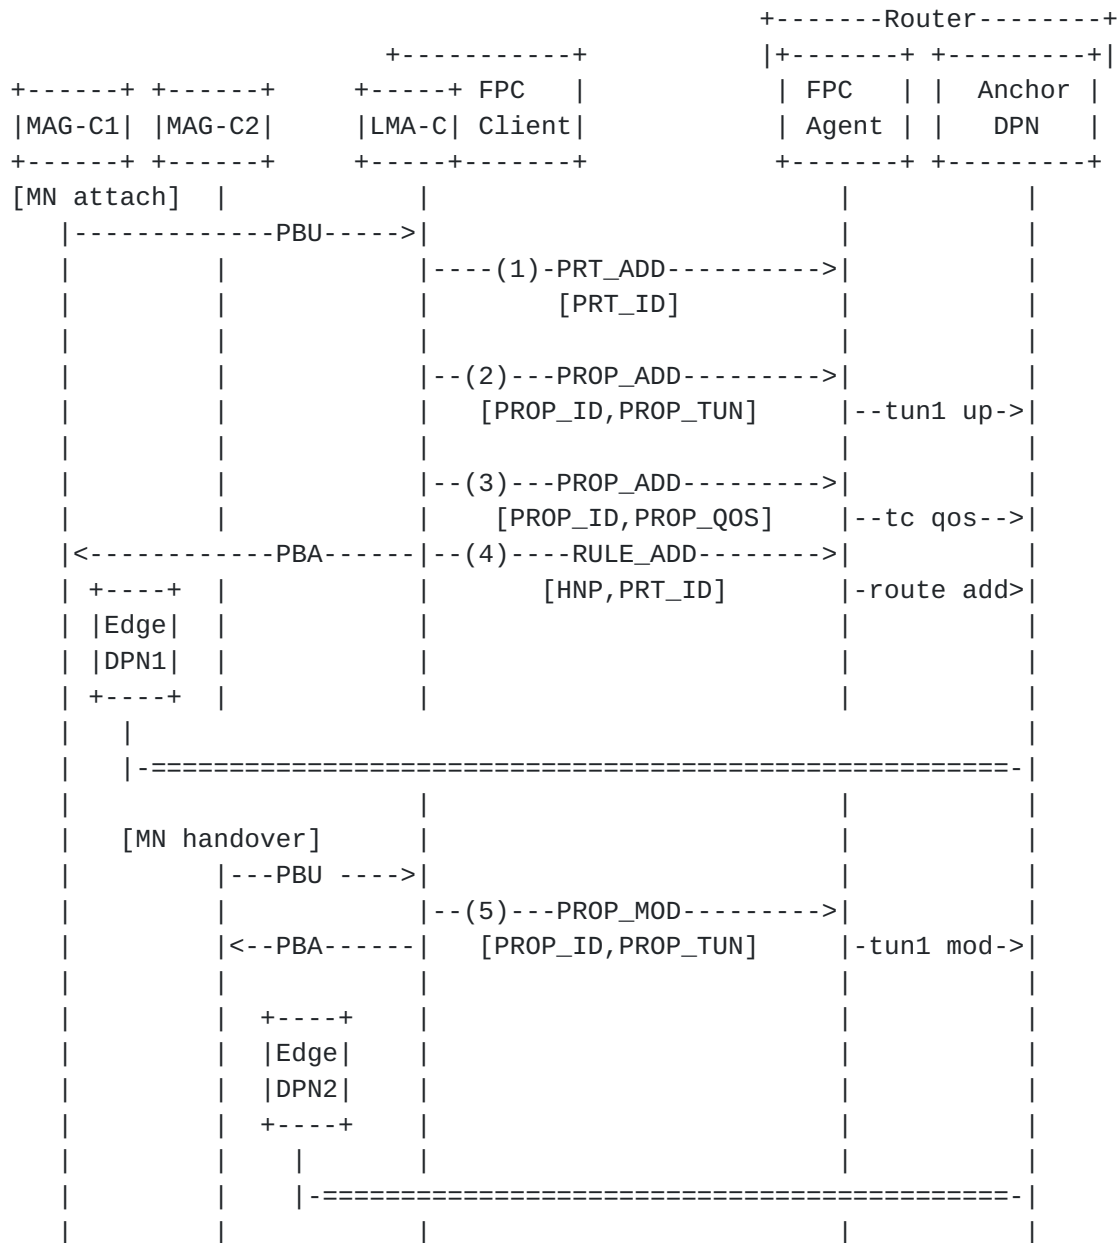 +-------Router--------+
+-----------+ |+-------+ +---------+|
+------+ +------+ +-----+ FPC | | FPC | | Anchor |
|MAG-C1| |MAG-C2| |LMA-C| Client| | Agent | | DPN |
+------+ +------+ +-----+-------+ +-------+ +---------+
[MN attach] | | | |
|-------------PBU----->| | |
| | |----(1)-PRT_ADD---------->| |
| | | [PRT_ID] | |
| | | | |
| | |--(2)---PROP_ADD--------->| |
| | | [PROP_ID,PROP_TUN] |--tun1 up->|
| | | | |
| | |--(3)---PROP_ADD--------->| |
| | | [PROP_ID,PROP_QOS] |--tc qos-->|
|<------------PBA------|--(4)----RULE_ADD-------->| |
| +----+ | | [HNP,PRT_ID] |-route add>|
| |Edge| | | | |
| |DPN1| | | | |
| +----+ | | | |
| | |
| |-=======================================================-|
| | | |
| [MN handover] | | |
| |---PBU ---->| | |
| | |--(5)---PROP_MOD--------->| |
| |<--PBA------| [PROP_ID,PROP_TUN] |-tun1 mod->|
| | | | |
| | +----+ | | |
| | |Edge| | | |
| | |DPN2| | | |
| | +----+ | | |
| | | | | |
| | |-============================================-|
| | | | |